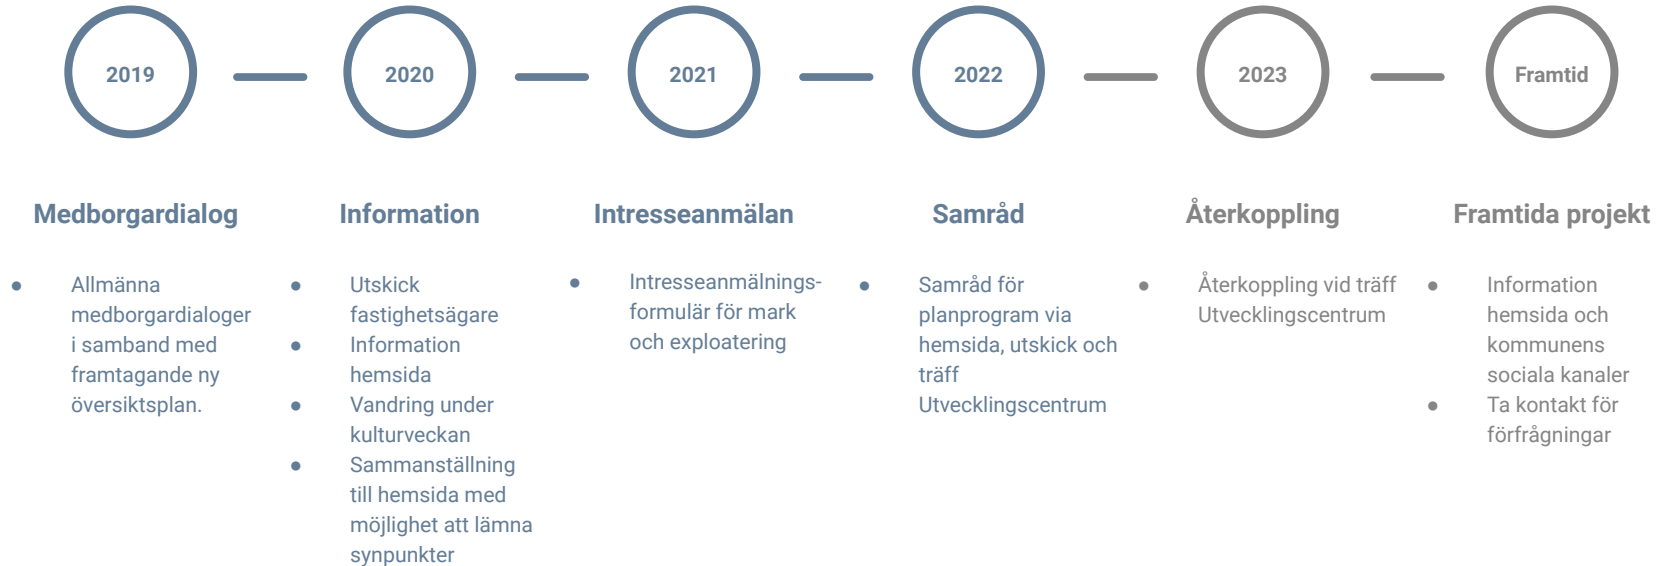 2019
2020
2021
2022
2023
Framtid
Medborgardialog
● Allmänna
medborgardialoger
i samband med
framtagande ny
översiktsplan.
Information
● Utskick
fastighetsägare
● Information
hemsida
● Vandring under
kulturveckan
● Sammanställning
till hemsida med
möjlighet att lämna
synpunkter
Intresseanmälan
● Intresseanmälnings-
formulär för mark
och exploatering
Samråd
● Samråd för
planprogram via
hemsida, utskick och
träff
Utvecklingscentrum
Återkoppling
● Återkoppling vid träff
Utvecklingscentrum
Framtida projekt
● Information
hemsida och
kommunens
sociala kanaler
● Ta kontakt för
förfrågningar